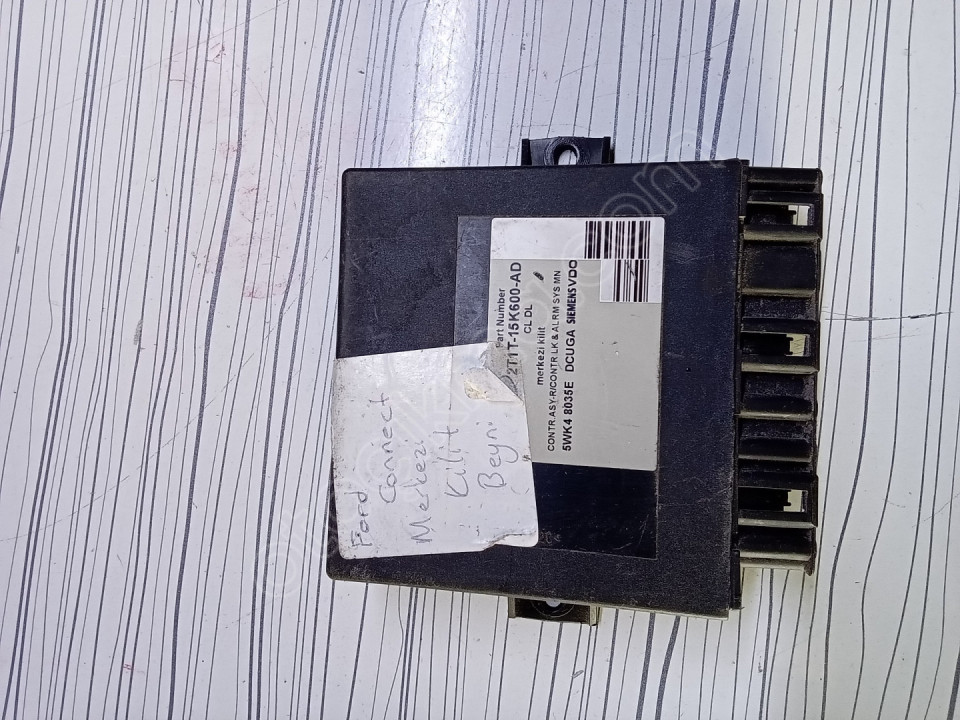 Part Number
2T1T-15K600-AD
CL DL
merkezi kilit
CONTR.ASY-R/CONTR LK & ALRM SYS MN
5WK4 8035E DCUGA SIEMENS VDO
Ford
Connect
Merkezi
Kilit
Beyni